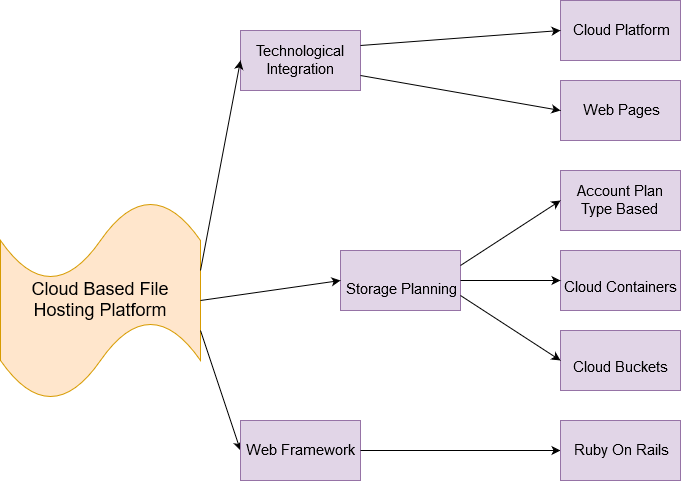 Technological
Integration
Cloud Platform
Web Pages
Account Plan
Type Based
Cloud Based File
Hosting Platform
Storage Planning
Cloud Containers
Cloud Buckets
Web Framework
Ruby On Rails